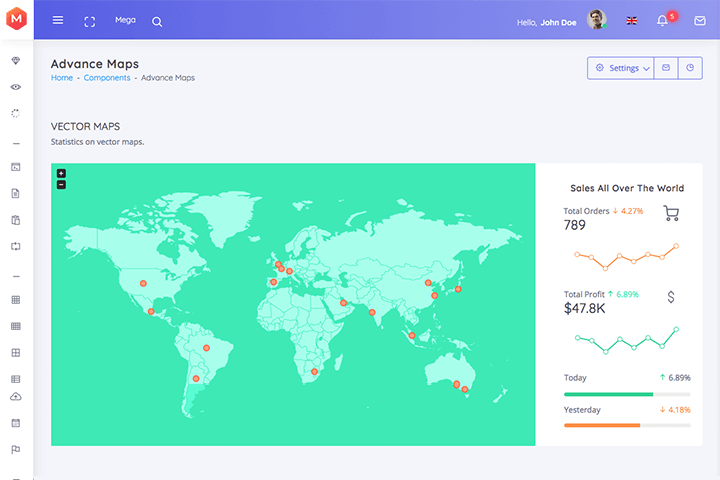 M
Mega
Hello, John Doe
5
Advance Maps
Home - Components - Advance Maps
Settings
VECTOR MAPS
Statistics on vector maps.
+
−
Sales All Over The World
Total Orders ↓ 4.27%
789
Total Profit ↑ 6.89%
$
$47.8K
Today ↑ 6.89%
Yesterday ↓ 4.18%